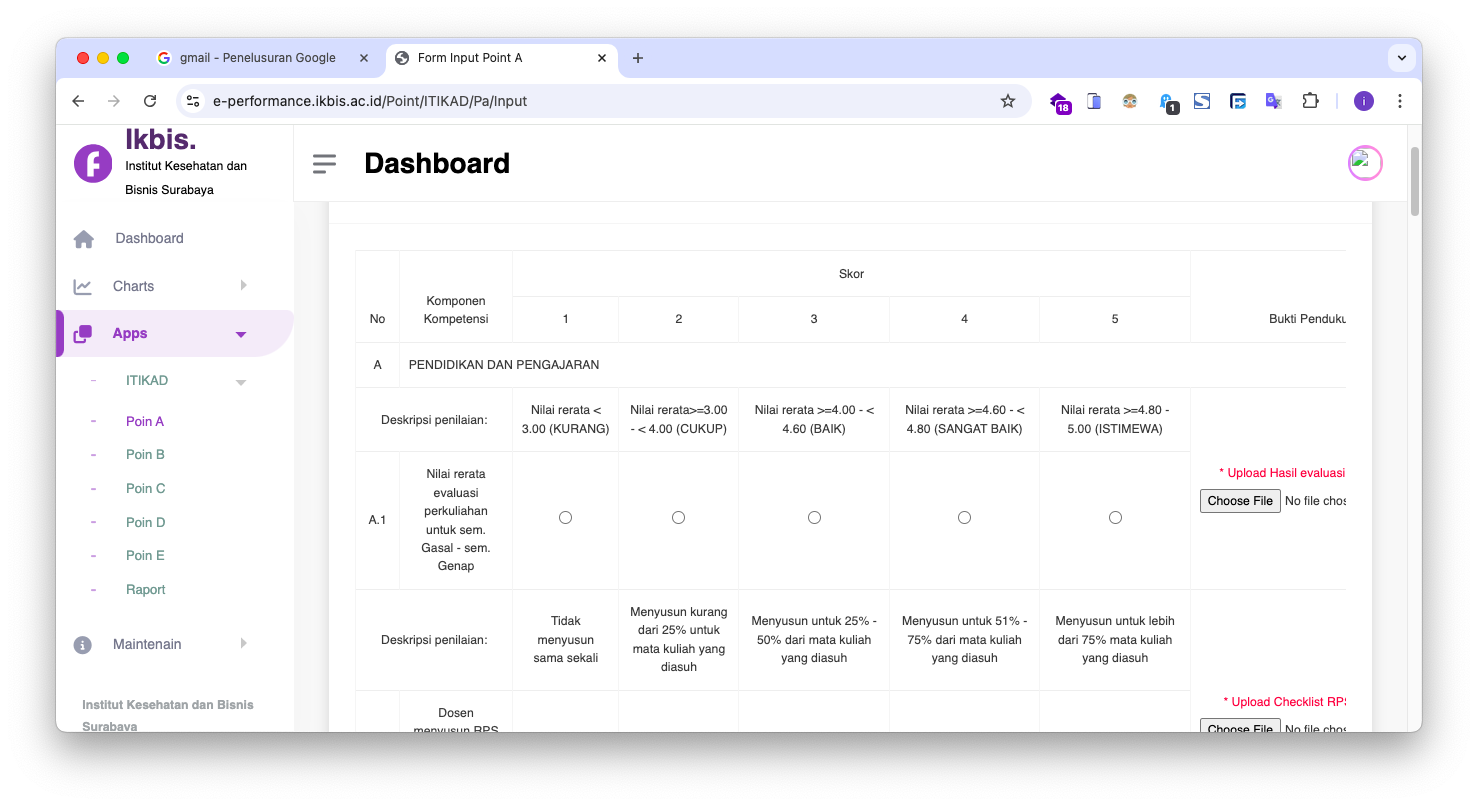 gmail - Penelusuran Google
Form Input Point A
e-performance.ikbis.ac.id/Point/ITIKAD/Pa/Input
18
1
i
Ikbis.
Institut Kesehatan dan
Bisnis Surabaya
Dashboard
Dashboard
Charts
Apps
- ITIKAD
- Poin A
- Poin B
- Poin C
- Poin D
- Poin E
- Raport
Maintenain
Institut Kesehatan dan Bisnis
Surabaya
No
Komponen
Kompetensi
Skor
1 2 3 4 5
Bukti Penduku
A PENDIDIKAN DAN PENGAJARAN
Deskripsi penilaian:
Nilai rerata <
3.00 (KURANG)
Nilai rerata>=3.00
- < 4.00 (CUKUP)
Nilai rerata >=4.00 - <
4.60 (BAIK)
Nilai rerata >=4.60 - <
4.80 (SANGAT BAIK)
Nilai rerata >=4.80 -
5.00 (ISTIMEWA)
A.1
Nilai rerata
evaluasi
perkuliahan
untuk sem.
Gasal - sem.
Genap
* Upload Hasil evaluasi
Choose File No file chos
Deskripsi penilaian:
Tidak
menyusun
sama sekali
Menyusun kurang
dari 25% untuk
mata kuliah yang
diasuh
Menyusun untuk 25% -
50% dari mata kuliah
yang diasuh
Menyusun untuk 51% -
75% dari mata kuliah
yang diasuh
Menyusun untuk lebih
dari 75% mata kuliah
yang diasuh
Dosen
menyusun RPS
* Upload Checklist RPS
Choose File No file chos